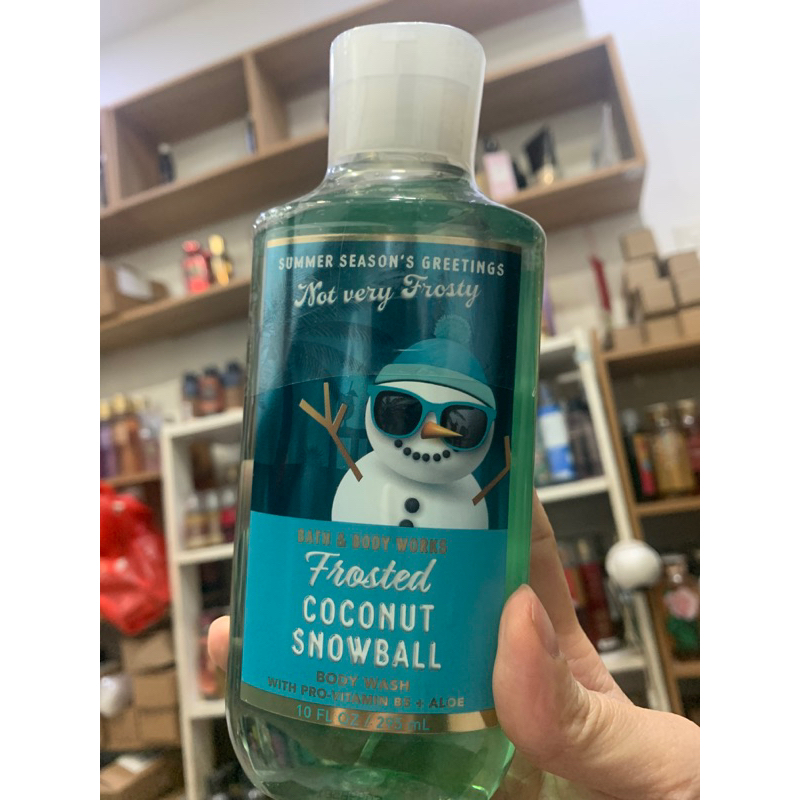 SUMMER SEASON'S GREETINGS
Not very Frosty
BATH & BODY WORKS
Frosted
COCONUT
SNOWBALL
BODY WASH
WITH PRO-VITAMIN B5 + ALOE
10 FL OZ / 295 mL